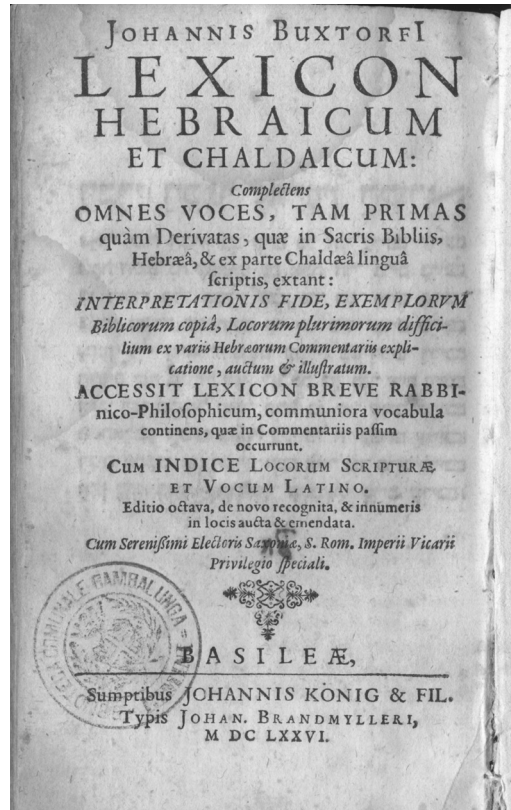 JOHANNIS BUXTORFI
LEXICON
HEBRAICUM
ET CHALDAICUM:
Complectens
OMNES VOCES, TAM PRIMAS
quàm Derivatas, quæ in Sacris Bibliis,
Hebræâ, & ex parte Chaldæâ linguâ
ſcriptis, extant:
INTERPRETATIONIS FIDE, EXEMPLORVM
Biblicorum copiâ, Locorum plurimorum diffici-
lium ex variis Hebræorum Commentariis expli-
catione, auctum & illuſtratum.
ACCESSIT LEXICON BREVE RABBI-
nico-Philoſophicum, communiora vocabula
continens, quæ in Commentariis paſſim
occurrunt.
CUM INDICE LOCORUM SCRIPTURÆ
ET VOCUM LATINO.
Editio octava, de novo recognita, & innumeris
in locis aucta & emendata.
Cum Sereniſſimi Electoris Saxoniæ, S. Rom. Imperii Vicarii
Privilegio ſpeciali.
BASILEÆ,
Sumptibus JOHANNIS KÖNIG & FIL.
Typis JOHAN. BRANDMYLLERI,
M DC LXXVI.
GAMBALUNGA